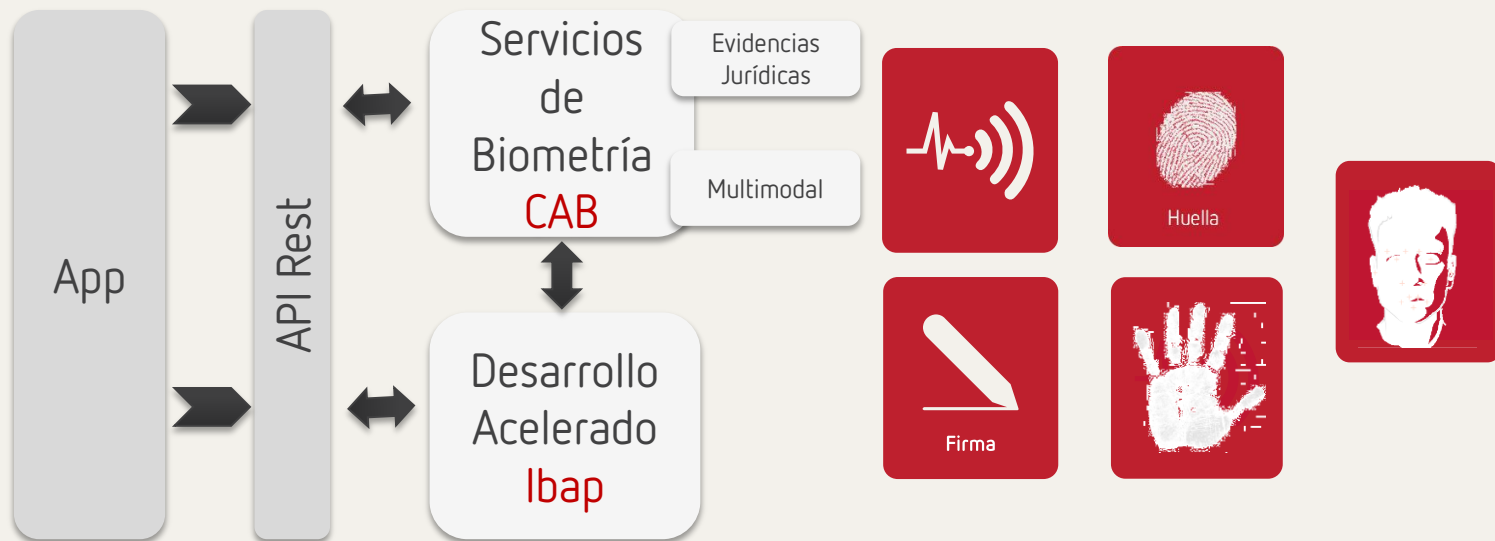 App
API Rest
Servicios
de
Biometría
CAB
Evidencias
Jurídicas
Multimodal
Desarrollo
Acelerado
Ibap
Huella
Firma